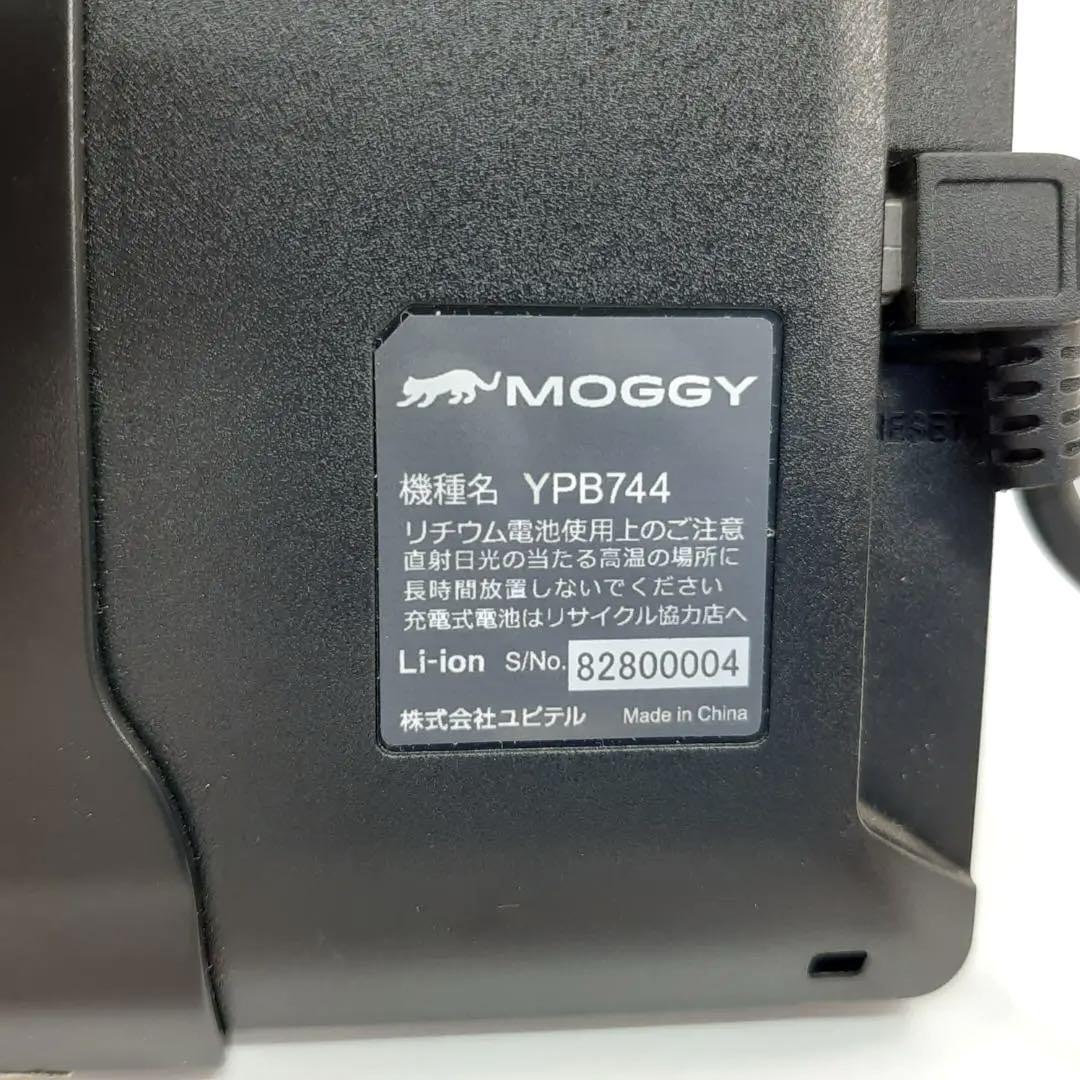 MOGGY
機種名 YPB744
リチウム電池使用上のご注意
直射日光の当たる高温の場所に
長時間放置しないでください
充電式電池はリサイクル協力店へ
Li-ion S/No. 82800004
株式会社ユピテル Made in China
RESET